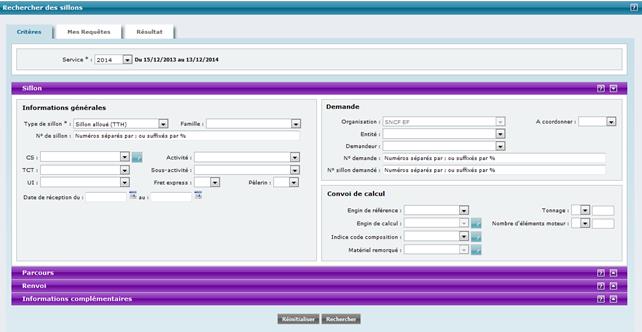 Rechercher des sillons
Critères Mes Requêtes Résultat
Service * : 2014 Du 15/12/2013 au 13/12/2014
Sillon
Informations générales
Type de sillon * : Sillon alloué (TTH) Famille :
N° de sillon : Numéros séparés par ; ou suffixés par %
CS : Activité :
TCT : Sous-activité :
UI : Fret express : Pèlerin :
Date de réception du : au :
Demande
Organisation : SNCF EF A coordonner :
Entité :
Demandeur :
N° demande : Numéros séparés par ; ou suffixés par %
N° sillon demandé : Numéros séparés par ; ou suffixés par %
Convoi de calcul
Engin de référence : Tonnage :
Engin de calcul : Nombre d'éléments moteur :
Indice code composition :
Matériel remorqué :
Parcours
Renvoi
Informations complémentaires
Réinitialiser Rechercher